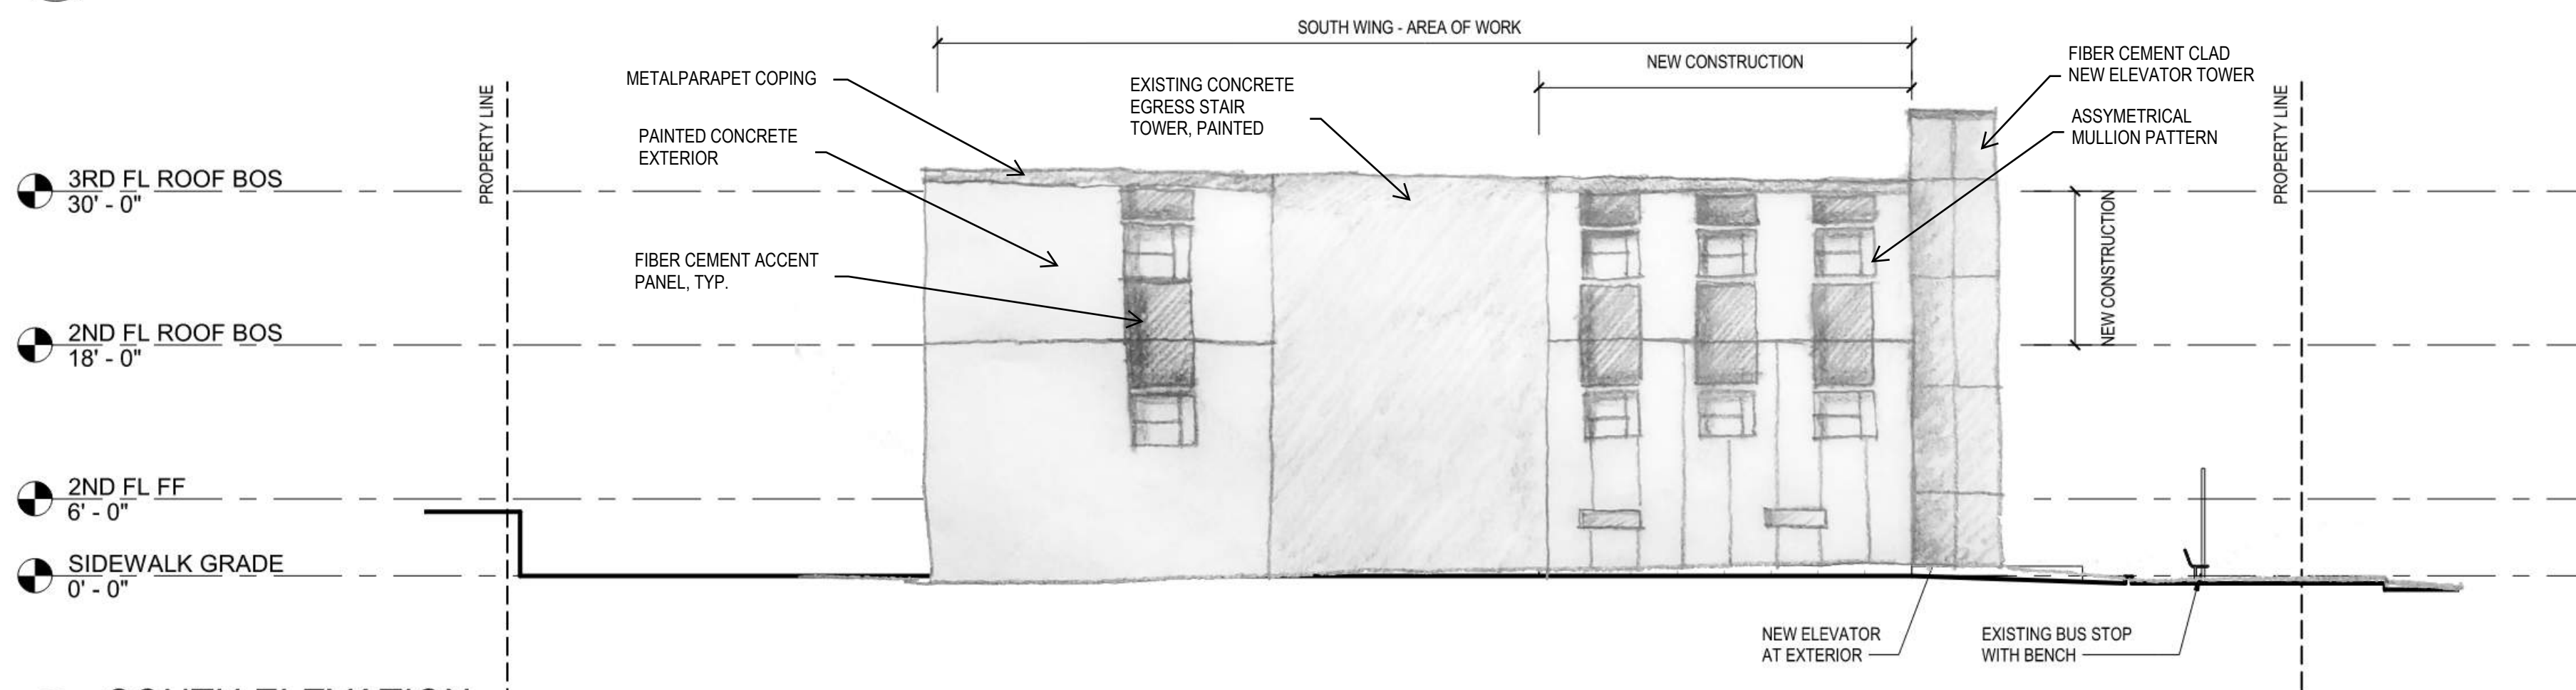 SOUTH WING - AREA OF WORK
NEW CONSTRUCTION
FIBER CEMENT CLAD
NEW ELEVATOR TOWER
METALPARAPET COPING
EXISTING CONCRETE
EGRESS STAIR
TOWER, PAINTED
ASSYMETRICAL
MULLION PATTERN
PAINTED CONCRETE
EXTERIOR
PROPERTY LINE
PROPERTY LINE
3RD FL ROOF BOS
30' - 0"
FIBER CEMENT ACCENT
PANEL, TYP.
NEW CONSTRUCTION
2ND FL ROOF BOS
18' - 0"
2ND FL FF
6' - 0"
SIDEWALK GRADE
0' - 0"
NEW ELEVATOR
AT EXTERIOR
EXISTING BUS STOP
WITH BENCH
SOUTH ELEVATION